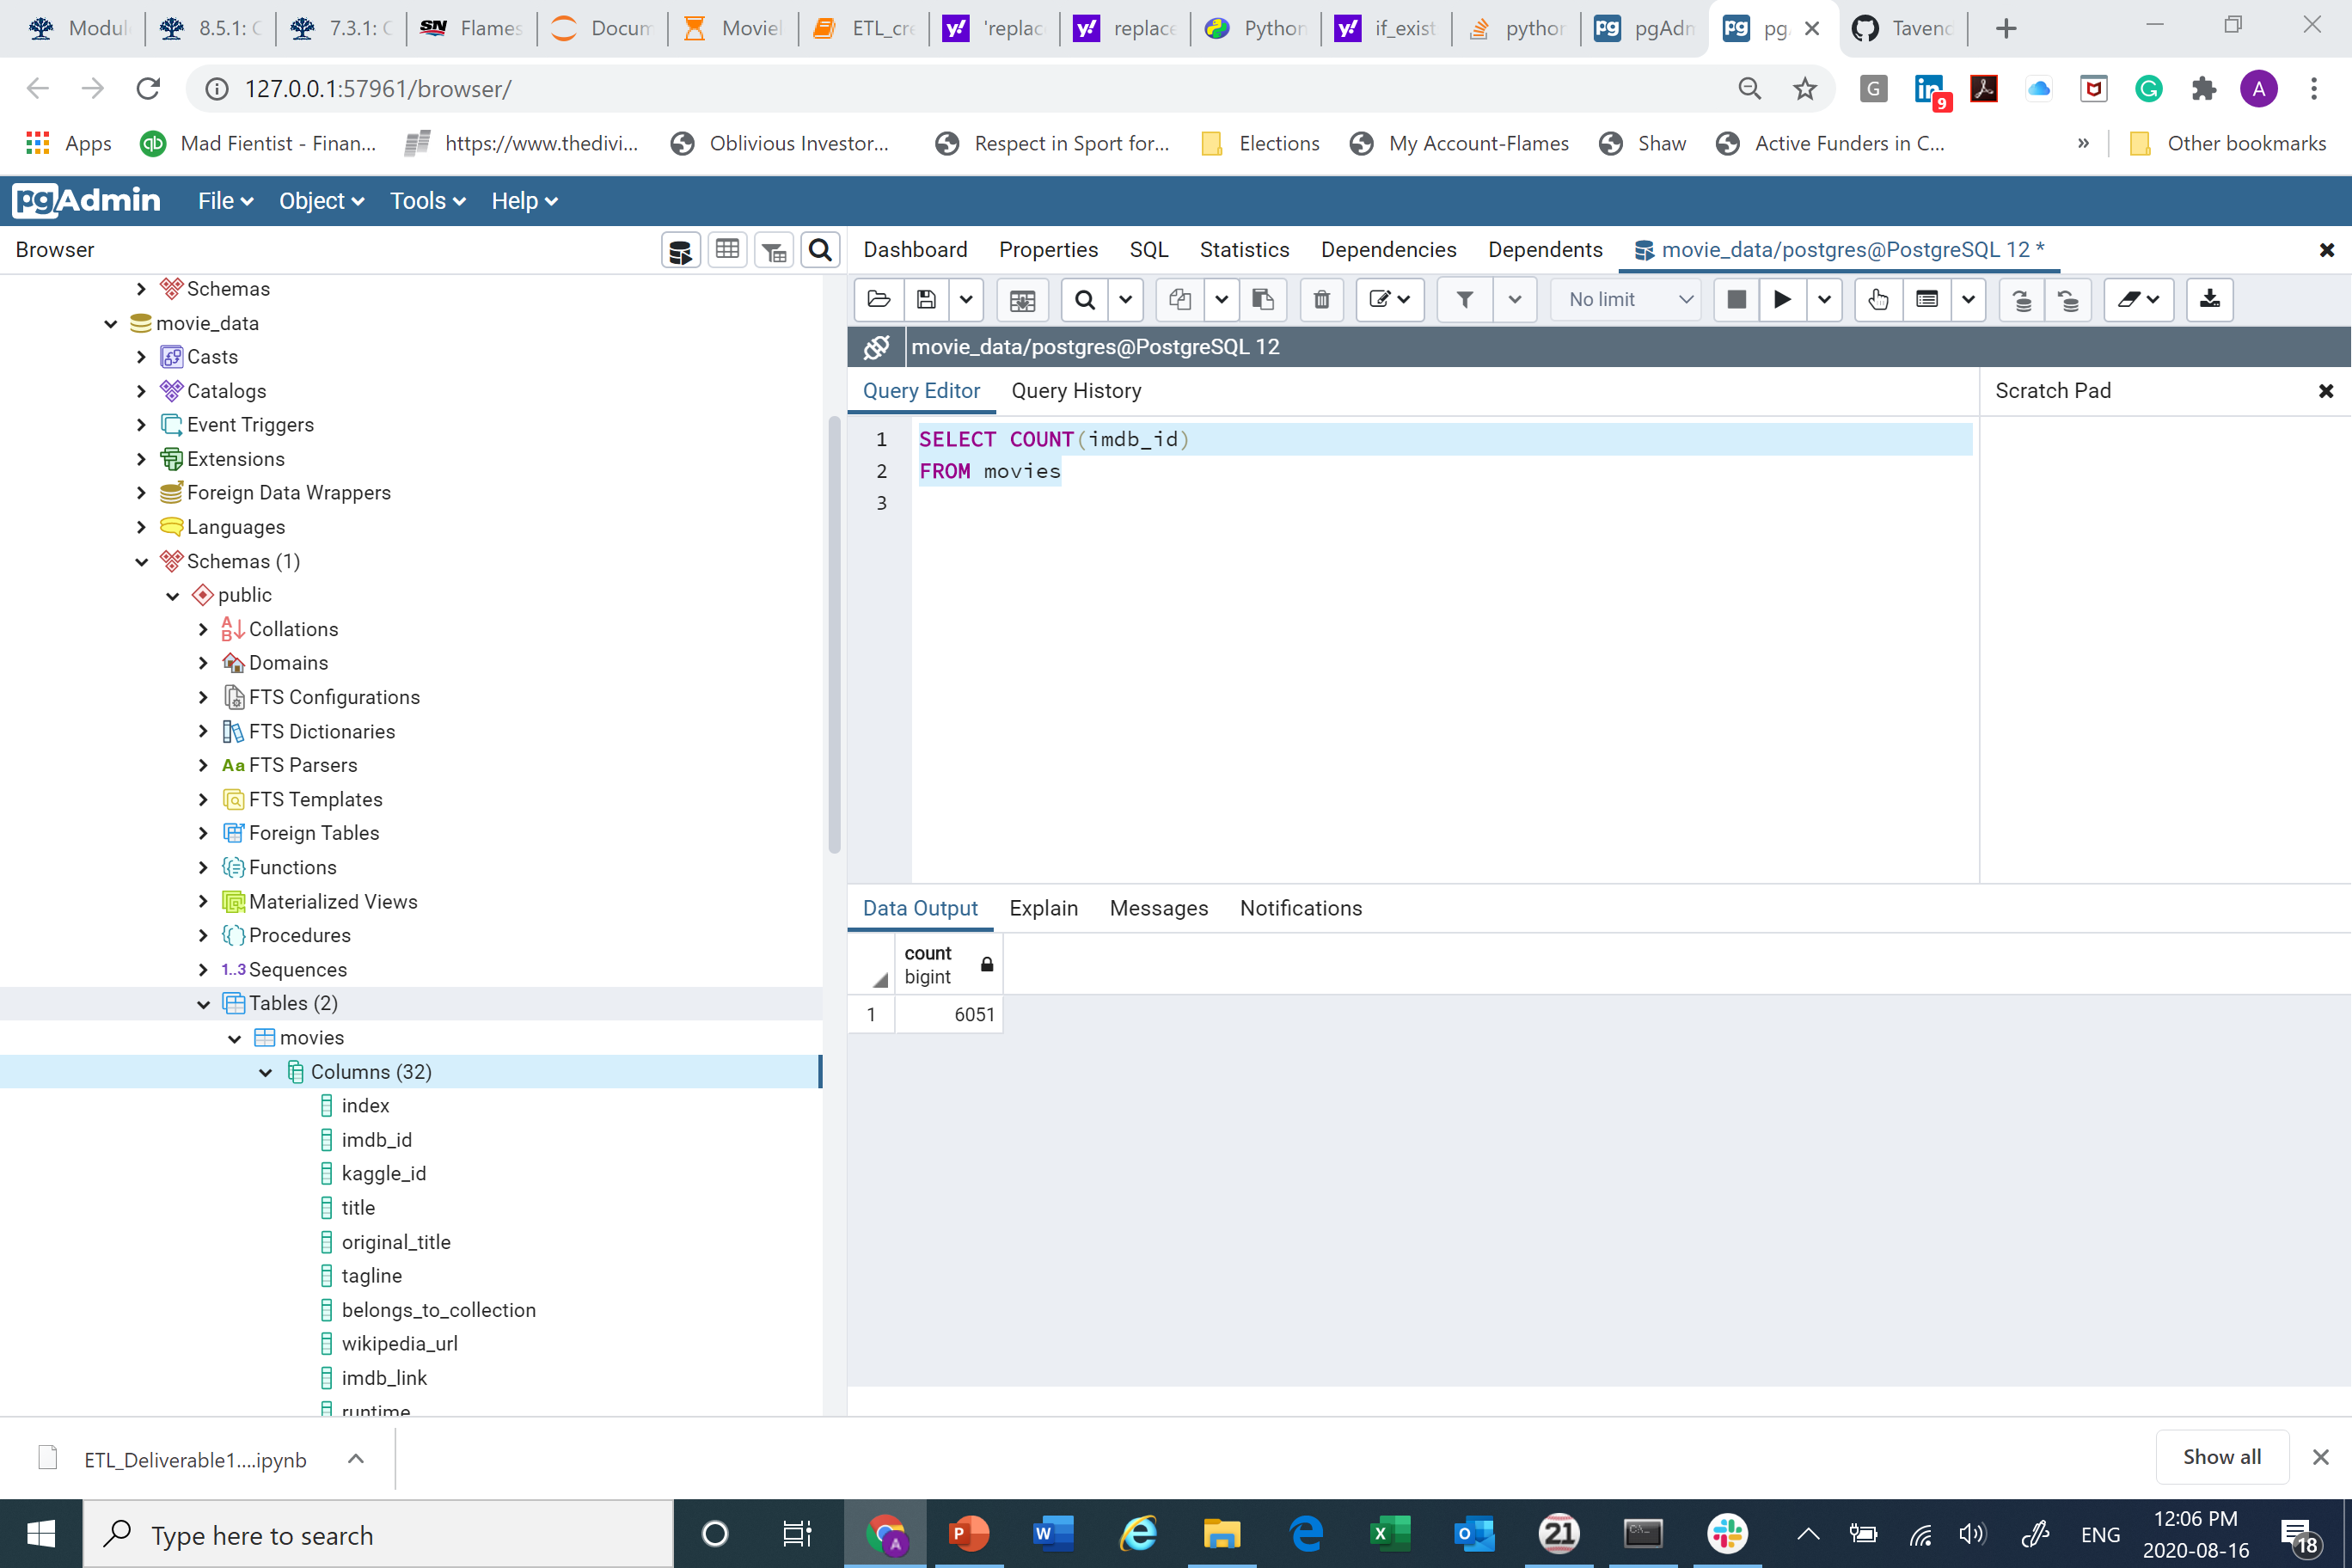 Modul 8.5.1: C 7.3.1: C Flames Docum Moviel ETL_cre 'replac replace Python if_exist python pgAdm pg. Tavend
127.0.0.1:57961/browser/
G in 9 A
Apps Mad Fientist - Finan... https://www.thedivi... Oblivious Investor... Respect in Sport for... Elections My Account-Flames Shaw Active Funders in C... » Other bookmarks
pgAdmin File Object Tools Help
Browser
Dashboard Properties SQL Statistics Dependencies Dependents movie_data/postgres@PostgreSQL 12 *
No limit
movie_data/postgres@PostgreSQL 12
Query Editor Query History
Scratch Pad
1 SELECT COUNT(imdb_id)
2 FROM movies
3
Schemas
movie_data
Casts
Catalogs
Event Triggers
Extensions
Foreign Data Wrappers
Languages
Schemas (1)
public
Collations
Domains
FTS Configurations
FTS Dictionaries
Aa FTS Parsers
FTS Templates
Foreign Tables
Functions
Materialized Views
Procedures
1..3 Sequences
Tables (2)
movies
Columns (32)
index
imdb_id
kaggle_id
title
original_title
tagline
belongs_to_collection
wikipedia_url
imdb_link
runtime
Data Output Explain Messages Notifications
count
bigint
1 6051
ETL_Deliverable1....ipynb
Show all
Type here to search
21
ENG
12:06 PM
2020-08-16
18